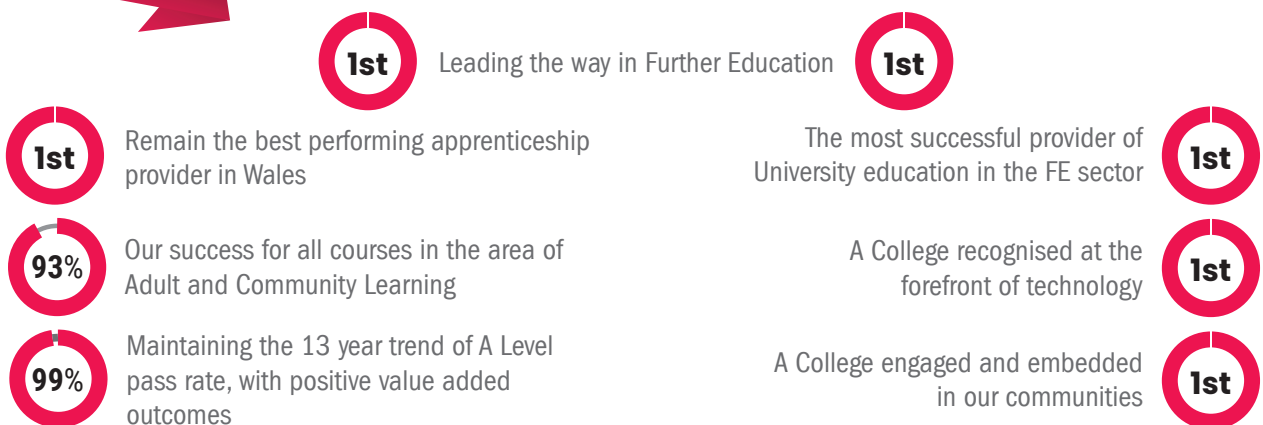 1st Leading the way in Further Education 1st
1st
Remain the best performing apprenticeship
provider in Wales
93%
Our success for all courses in the area of
Adult and Community Learning
99%
Maintaining the 13 year trend of A Level
pass rate, with positive value added
outcomes
The most successful provider of
University education in the FE sector
1st
A College recognised at the
forefront of technology
1st
A College engaged and embedded
in our communities
1st